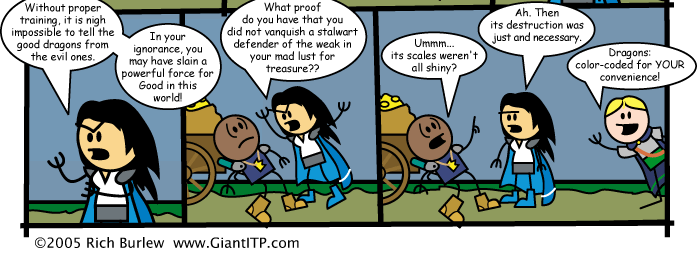 Without proper
training, it is nigh
impossible to tell the
good dragons from
the evil ones.
In your
ignorance, you
may have slain a
powerful force for
Good in this
world!
What proof
do you have that you
did not vanquish a stalwart
defender of the weak in
your mad lust for
treasure??
Ummm...
its scales weren't
all shiny?
Ah. Then
its destruction was
just and necessary.
Dragons:
color-coded for YOUR
convenience!
©2005 Rich Burlew www.GiantITP.com